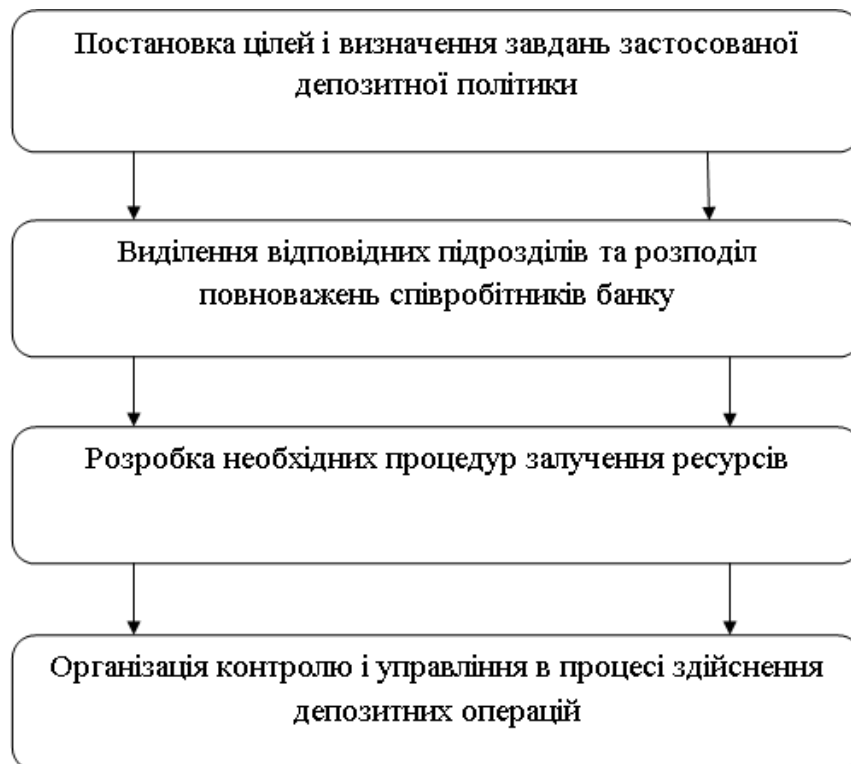 Постановка цілей і визначення завдань застосованої
депозитної політики
Виділення відповідних підрозділів та розподіл
повноважень співробітників банку
Розробка необхідних процедур залучення ресурсів
Організація контролю і управління в процесі здійснення
депозитних операцій